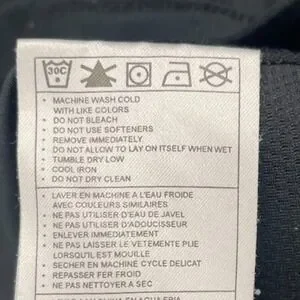 30C
• MACHINE WASH COLD
WITH LIKE COLORS
• DO NOT BLEACH
• DO NOT USE SOFTENERS
• REMOVE IMMEDIATELY
• DO NOT ALLOW TO LAY ON ITSELF WHEN WET
• TUMBLE DRY LOW
• COOL IRON
• DO NOT DRY CLEAN
• LAVER EN MACHINE A L'EAU FROIDE
AVEC COULEURS SIMILAIRES
• NE PAS UTILISER D'EAU DE JAVEL
• NE PAS UTILISER D'ADOUCISSEUR
• ENLEVER IMMEDIATEMENT
• NE PAS LAISSER LE VETEMENTE PLIE
LORSQU'IL EST MOUILLE
• SECHER EN MACHINE CYCLE DELICAT
• REPASSER FER FROID
• NE PAS NETTOYER A SEC